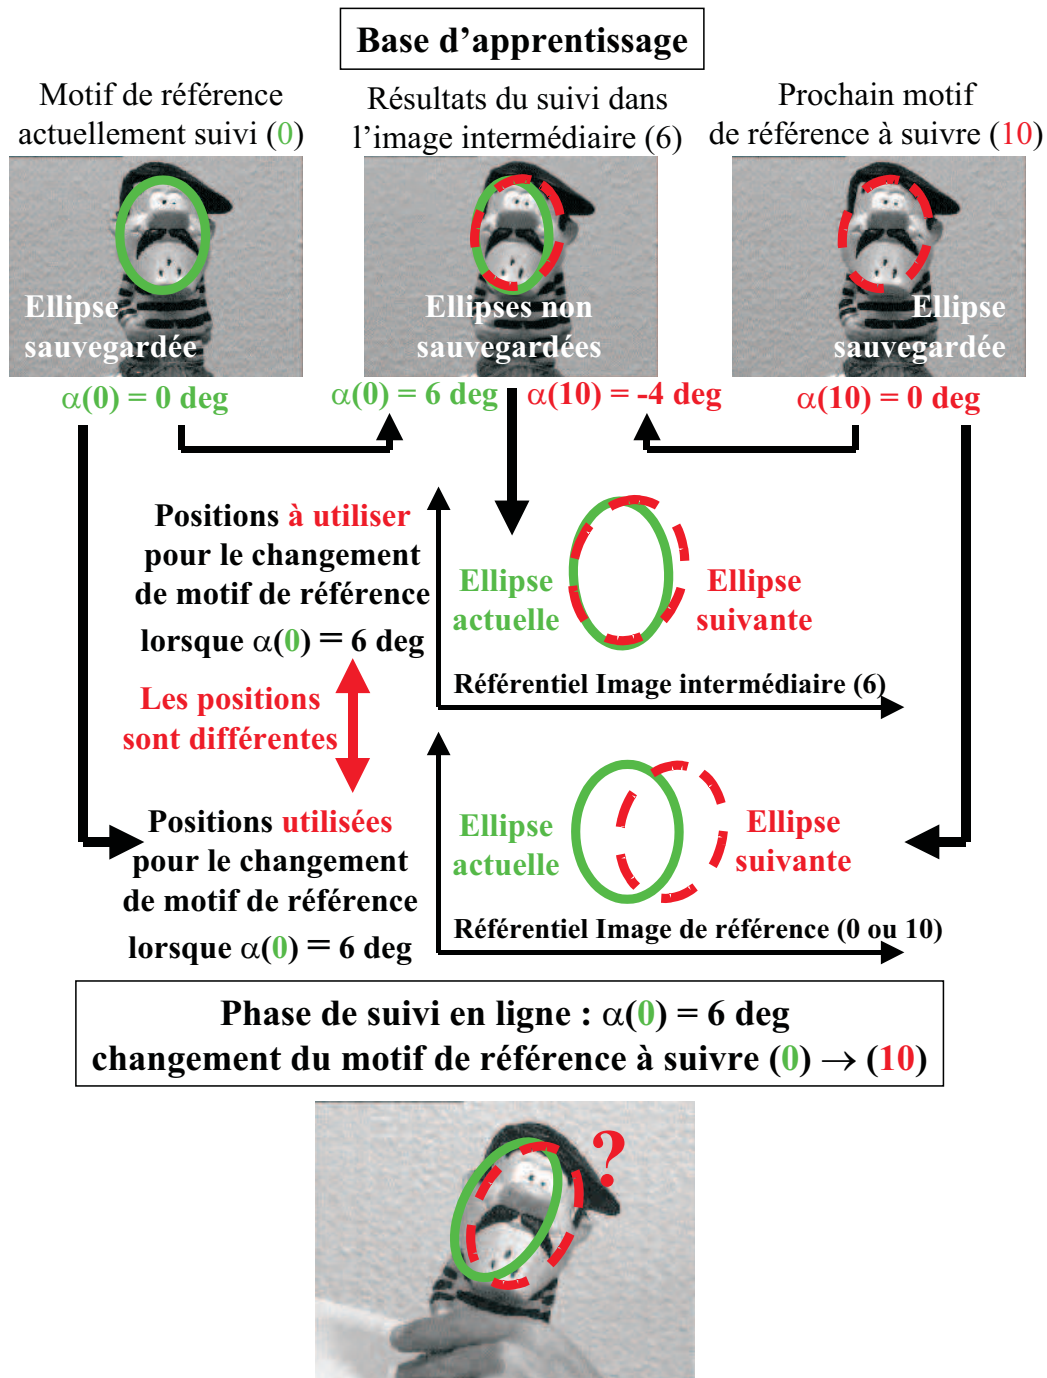 Base d’apprentissage
Motif de référence
actuellement suivi (0)
Résultats du suivi dans
l’image intermédiaire (6)
Prochain motif
de référence à suivre (10)
Ellipse
sauvegardée
Ellipses non
sauvegardées
Ellipse
sauvegardée
α(0) = 0 deg
α(0) = 6 deg
α(10) = -4 deg
α(10) = 0 deg
Positions à utiliser
pour le changement
de motif de référence
lorsque α(0) = 6 deg
Ellipse
actuelle
Ellipse
suivante
Référentiel Image intermédiaire (6)
Les positions
sont différentes
Positions utilisées
pour le changement
de motif de référence
lorsque α(0) = 6 deg
Ellipse
actuelle
Ellipse
suivante
Référentiel Image de référence (0 ou 10)
Phase de suivi en ligne : α(0) = 6 deg
changement du motif de référence à suivre (0) → (10)
?